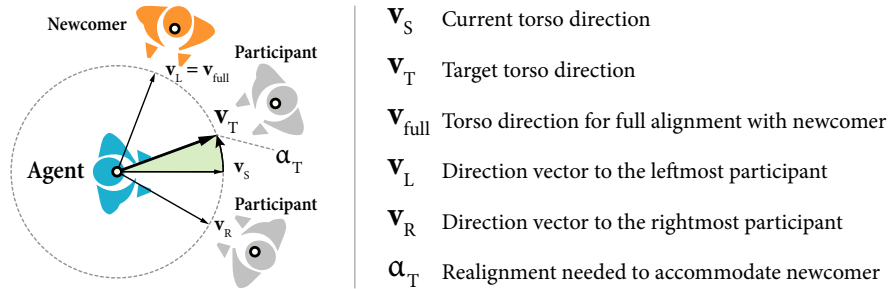 Newcomer
Participant
v_L = v_full
v_T
Agent
α_T
v_S
Participant
v_R
v_S Current torso direction
v_T Target torso direction
v_full Torso direction for full alignment with newcomer
v_L Direction vector to the leftmost participant
v_R Direction vector to the rightmost participant
α_T Realignment needed to accommodate newcomer